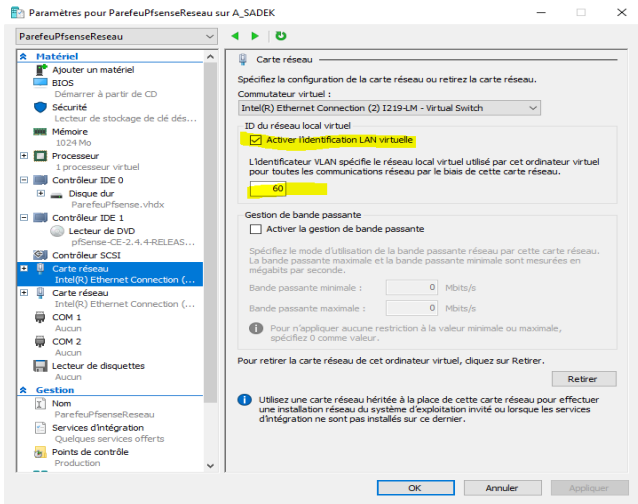 Paramètres pour ParefeuPfsenseReseau sur A_SADEK
ParefeuPfsenseReseau
Matériel
Ajouter un matériel
BIOS
Démarrer à partir de CD
Sécurité
Lecteur de stockage de clé dés...
Mémoire
1024 Mo
Processeur
1 processeur virtuel
Contrôleur IDE 0
Disque dur
ParefeuPfsense.vhdx
Contrôleur IDE 1
Lecteur de DVD
pfSense-CE-2.4.4-RELEAS...
Contrôleur SCSI
Carte réseau
Intel(R) Ethernet Connection (...
Carte réseau
Intel(R) Ethernet Connection (...
COM 1
Aucun
COM 2
Aucun
Lecteur de disquettes
Aucun
Gestion
Nom
ParefeuPfsenseReseau
Services d'intégration
Quelques services offerts
Points de contrôle
Production
Carte réseau
Spécifiez la configuration de la carte réseau ou retirez la carte réseau.
Commutateur virtuel :
Intel(R) Ethernet Connection (2) I219-LM - Virtual Switch
ID du réseau local virtuel
Activer l'identification LAN virtuelle
L'identificateur VLAN spécifie le réseau local virtuel utilisé par cet ordinateur virtuel
pour toutes les communications réseau par le biais de cette carte réseau.
60
Gestion de bande passante
Activer la gestion de bande passante
Spécifiez le mode d'utilisation de la bande passante réseau par cette carte réseau.
La bande passante maximale et la bande passante minimale sont mesurées en
mégabits par seconde.
Bande passante minimale : 0 Mbits/s
Bande passante maximale : 0 Mbits/s
Pour n'appliquer aucune restriction à la valeur minimale ou maximale,
spécifiez 0 comme valeur.
Pour retirer la carte réseau de cet ordinateur virtuel, cliquez sur Retirer.
Retirer
Utilisez une carte réseau héritée à la place de cette carte réseau pour effectuer
une installation réseau du système d'exploitation invité ou lorsque les services
d'intégration ne sont pas installés sur ce dernier.
OK
Annuler
Appliquer